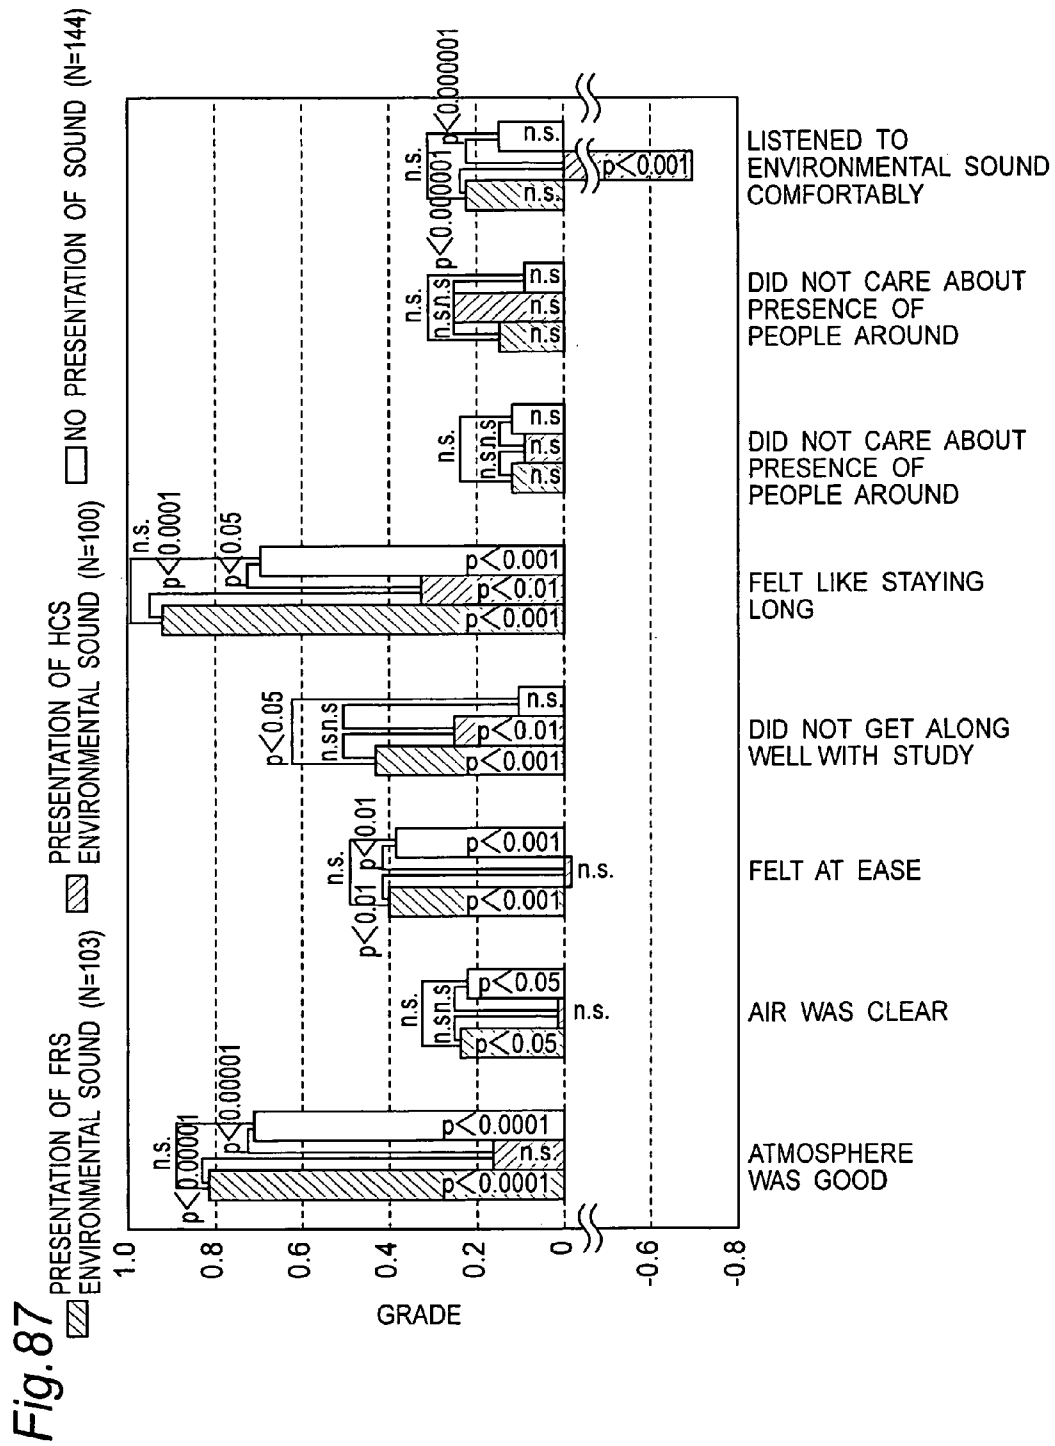 Fig.87
PRESENTATION OF FRS
ENVIRONMENTAL SOUND (N=103)
PRESENTATION OF HCS
ENVIRONMENTAL SOUND (N=100)
NO PRESENTATION OF SOUND (N=144)
GRADE
1.0
0.8
0.6
0.4
0.2
0
-0.6
-0.8
n.s.
p<0.00001
p<0.00001
p<0.0001
n.s
p<0.0001
ATMOSPHERE
WAS GOOD
n.s.
n.s
n.s
p<0.05
n.s.
p<0.05
AIR WAS CLEAR
n.s.
p<0.01
p<0.01
p<0.001
n.s.
p<0.001
FELT AT EASE
p<0.05
n.s
n.s
p<0.001
p<0.01
n.s.
DID NOT GET ALONG
WELL WITH STUDY
n.s.
p<0.0001
p<0.05
p<0.001
p<0.01
p<0.001
FELT LIKE STAYING
LONG
n.s.
n.s
n.s
n.s
n.s
n.s
DID NOT CARE ABOUT
PRESENCE OF
PEOPLE AROUND
n.s.
n.s
n.s
n.s
n.s
n.s
DID NOT CARE ABOUT
PRESENCE OF
PEOPLE AROUND
n.s.
p<0.000001
p<0.000001
n.s.
p<0.001
n.s.
LISTENED TO
ENVIRONMENTAL SOUND
COMFORTABLY